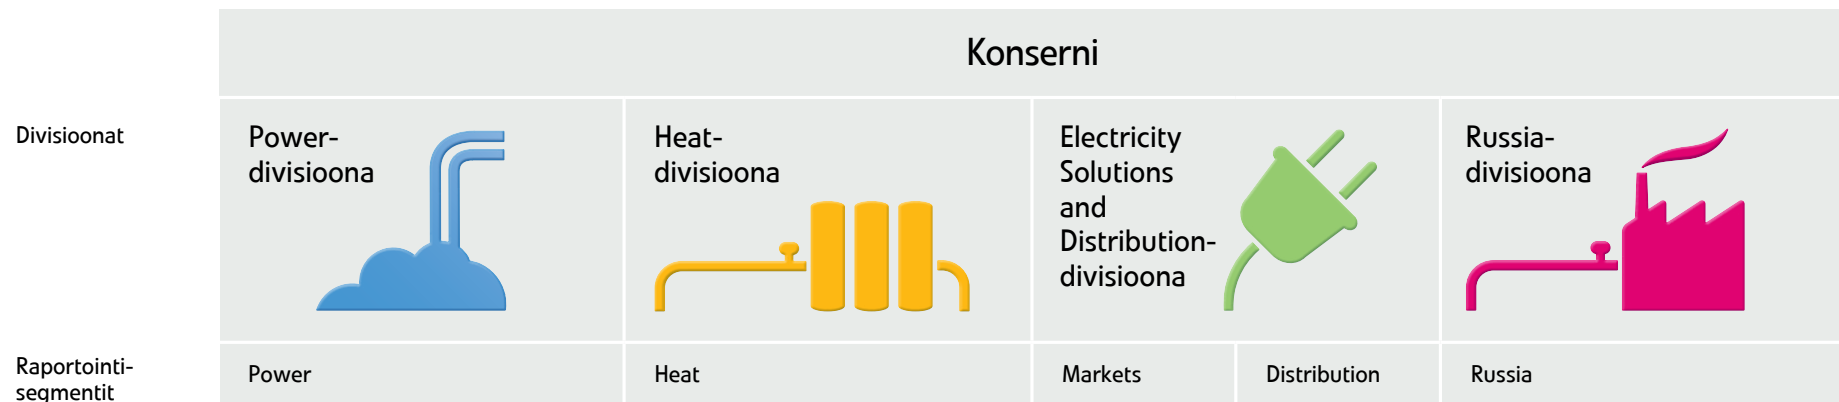 Konserni
Divisioonat
Power-
divisioona
Heat-
divisioona
Electricity
Solutions
and
Distribution-
divisioona
Russia-
divisioona
Raportointi-
segmentit
Power
Heat
Markets
Distribution
Russia